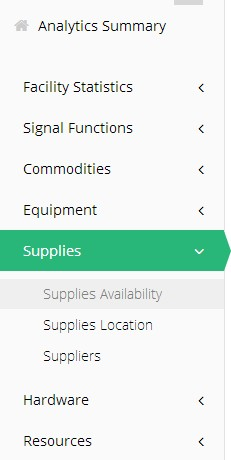 Analytics Summary
Facility Statistics
Signal Functions
Commodities
Equipment
Supplies
Supplies Availability
Supplies Location
Suppliers
Hardware
Resources